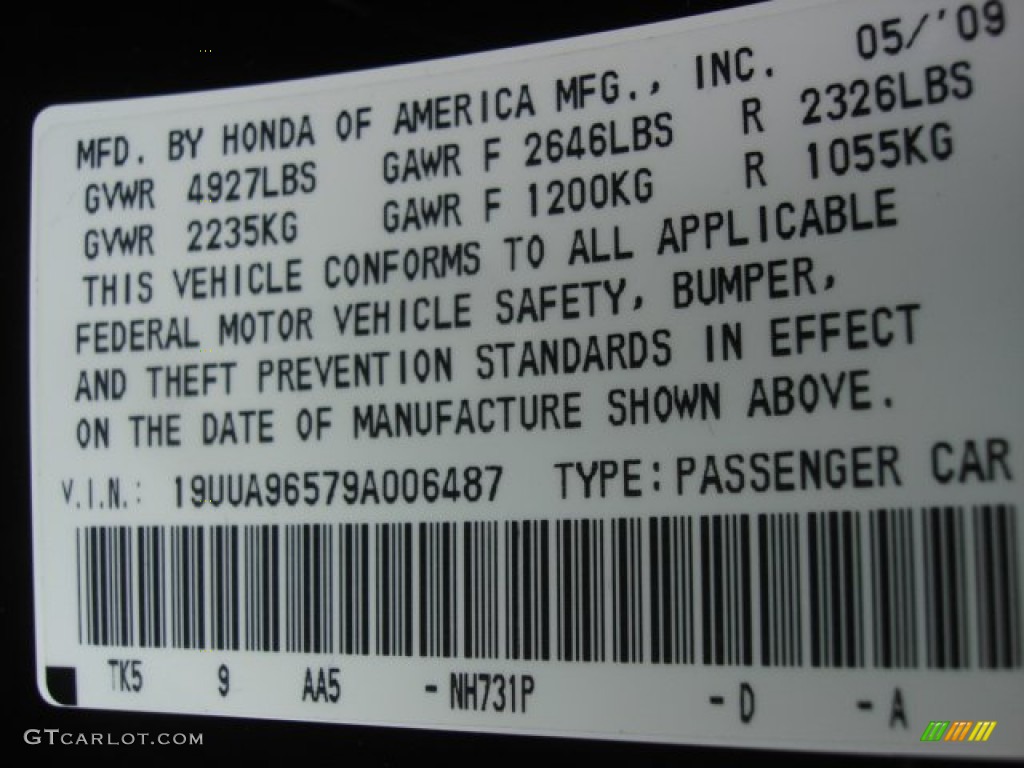 MFD. BY HONDA OF AMERICA MFG., INC. 05/'09
GVWR 4927LBS GAWR F 2646LBS R 2326LBS
GVWR 2235KG GAWR F 1200KG R 1055KG
THIS VEHICLE CONFORMS TO ALL APPLICABLE
FEDERAL MOTOR VEHICLE SAFETY, BUMPER,
AND THEFT PREVENTION STANDARDS IN EFFECT
ON THE DATE OF MANUFACTURE SHOWN ABOVE.
V.I.N.: 19UUA96579A006487 TYPE: PASSENGER CAR
TK5 9 AA5 - NH731P - D - A
GTCARLOT.COM